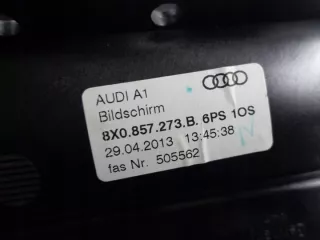 AUDI A1
Bildschirm
8X0.857.273.B. 6PS 1OS
29.04.2013 13:45:38
fas Nr. 505562